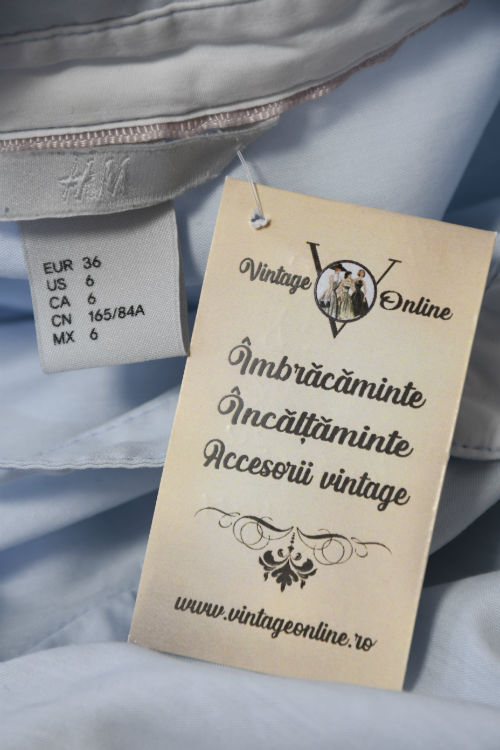 H&M
EUR 36
US 6
CA 6
CN 165/84A
MX 6
V
Vintage Online
Îmbrăcăminte
Încălțăminte
Accesorii vintage
www.vintageonline.ro